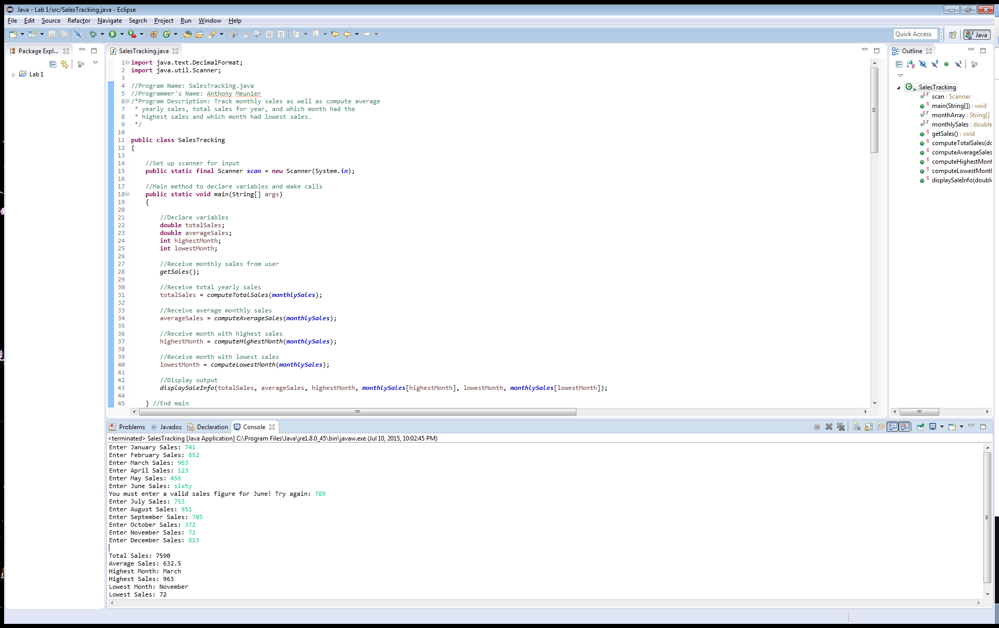 Java - Lab 1/src/SalesTracking.java - Eclipse
File Edit Source Refactor Navigate Search Project Run Window Help
Quick Access
Java
Package Expl...
Lab 1
SalesTracking.java
1 import java.text.DecimalFormat;
2 import java.util.Scanner;
3
4 //Program Name: SalesTracking.java
5 //Programmer's Name: Anthony Meunier
6 /*Program Description: Track monthly sales as well as compute average
7  * yearly sales, total sales for year, and which month had the
8  * highest sales and which month had lowest sales.
9  */
10
11 public class SalesTracking
12 {
13
14     //Set up scanner for input
15     public static final Scanner scan = new Scanner(System.in);
16
17     //Main method to declare variables and make calls
18     public static void main(String[] args)
19     {
20
21         //Declare variables
22         double totalSales;
23         double averageSales;
24         int highestMonth;
25         int lowestMonth;
26
27         //Receive monthly sales from user
28         getSales();
29
30         //Receive total yearly sales
31         totalSales = computeTotalSales(monthlySales);
32
33         //Receive average monthly sales
34         averageSales = computeAverageSales(monthlySales);
35
36         //Receive month with highest sales
37         highestMonth = computeHighestMonth(monthlySales);
38
39         //Receive month with lowest sales
40         lowestMonth = computeLowestMonth(monthlySales);
41
42         //Display output
43         displaySaleInfo(totalSales, averageSales, highestMonth, monthlySales[highestMonth], lowestMonth, monthlySales[lowestMonth]);
44
45     } //End main
Outline
SalesTracking
scan : Scanner
main(String[]) : void
monthArray : String[]
monthlySales : double
getSales() : void
computeTotalSales(do
computeAverageSales
computeHighestMont
computeLowestMontl
displaySaleInfo(doubl
Problems @ Javadoc Declaration Console
<terminated> SalesTracking [Java Application] C:\Program Files\Java\jre1.8.0_45\bin\javaw.exe (Jul 10, 2015, 10:02:45 PM)
Enter January Sales: 741
Enter February Sales: 852
Enter March Sales: 963
Enter April Sales: 123
Enter May Sales: 456
Enter June Sales: sixty
You must enter a valid sales figure for June! Try again: 789
Enter July Sales: 753
Enter August Sales: 951
Enter September Sales: 705
Enter October Sales: 372
Enter November Sales: 72
Enter December Sales: 813
Total Sales: 7590
Average Sales: 632.5
Highest Month: March
Highest Sales: 963
Lowest Month: November
Lowest Sales: 72